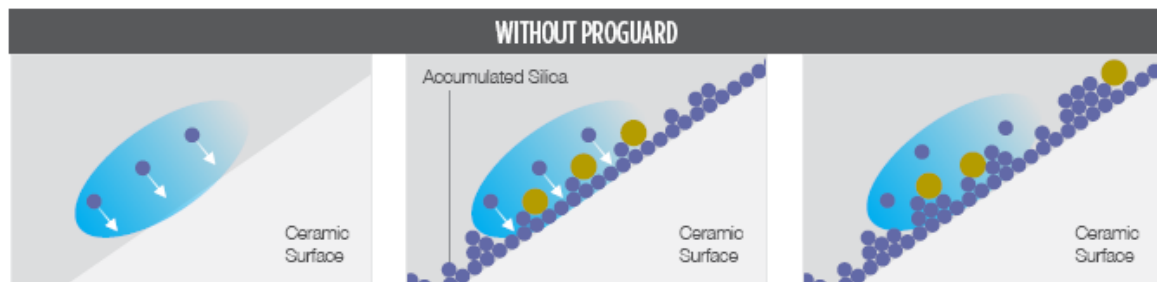 WITHOUT PROGUARD
Ceramic
Surface
Accumulated Silica
Ceramic
Surface
Ceramic
Surface